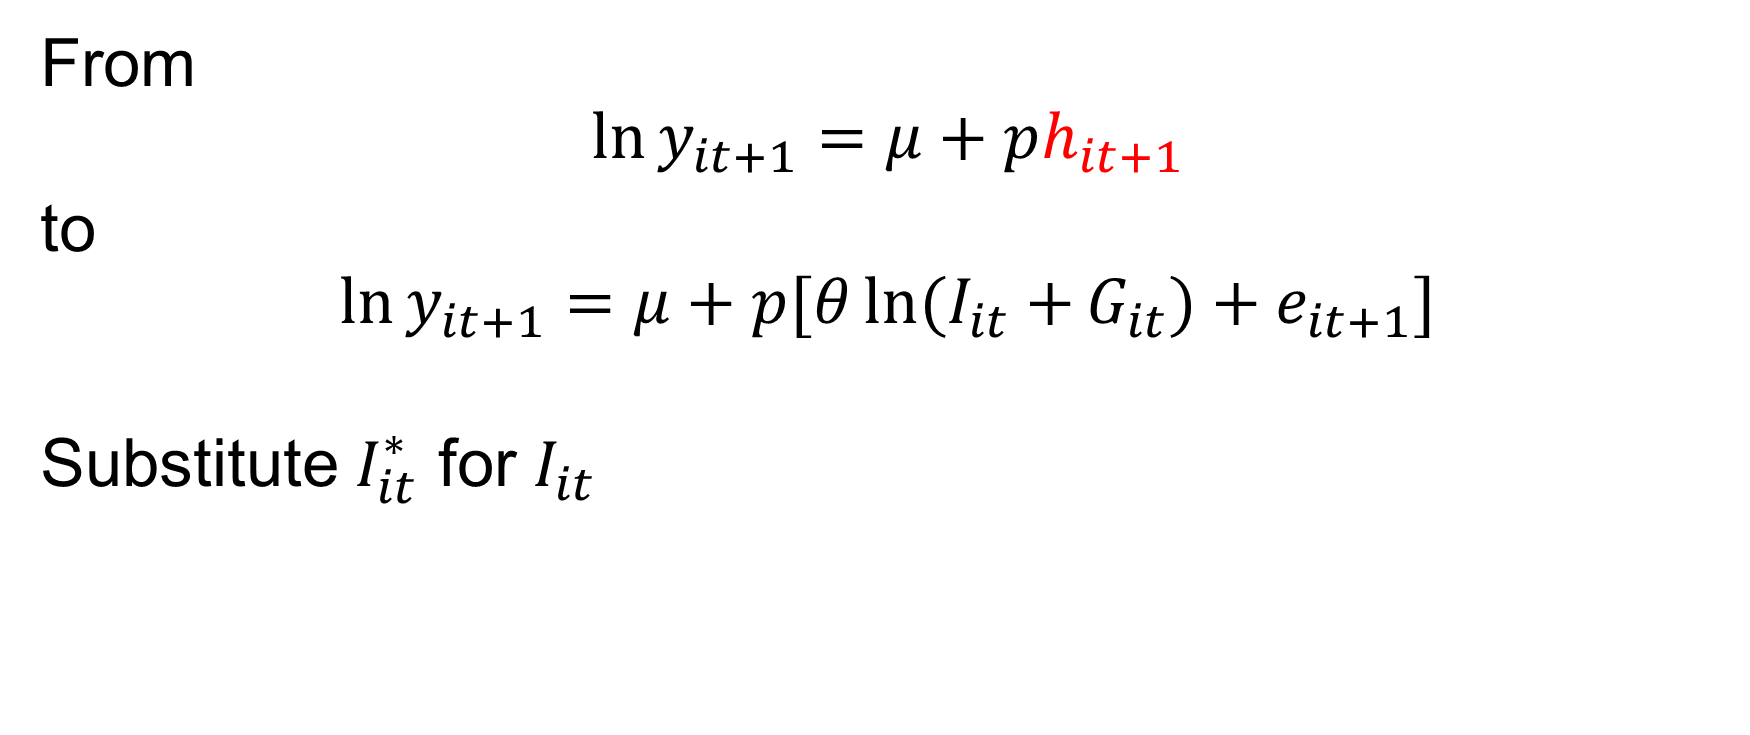 From
ln y_{it+1} = μ + ph_{it+1}
to
ln y_{it+1} = μ + p[θ ln(I_{it} + G_{it}) + e_{it+1}]
Substitute I^*_{it} for I_{it}